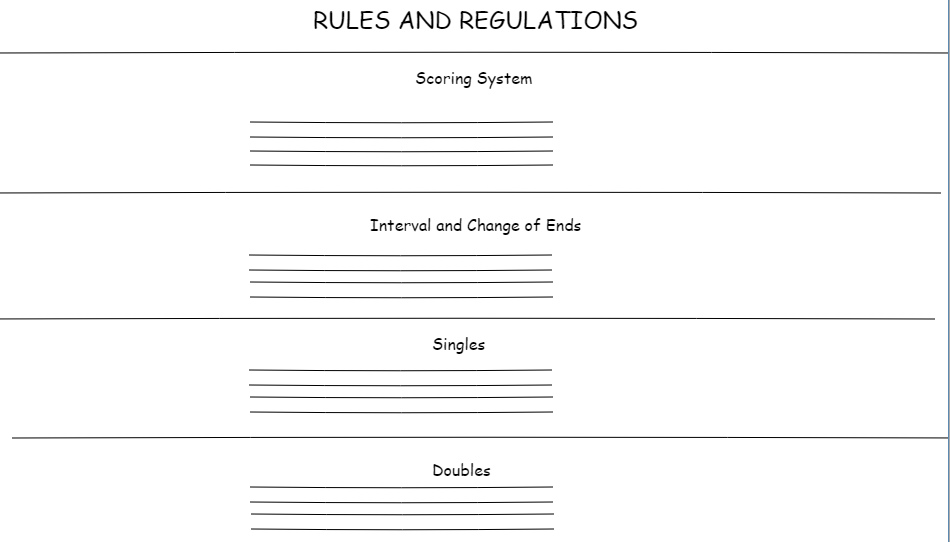 RULES AND REGULATIONS
Scoring System
Interval and Change of Ends
Singles
Doubles